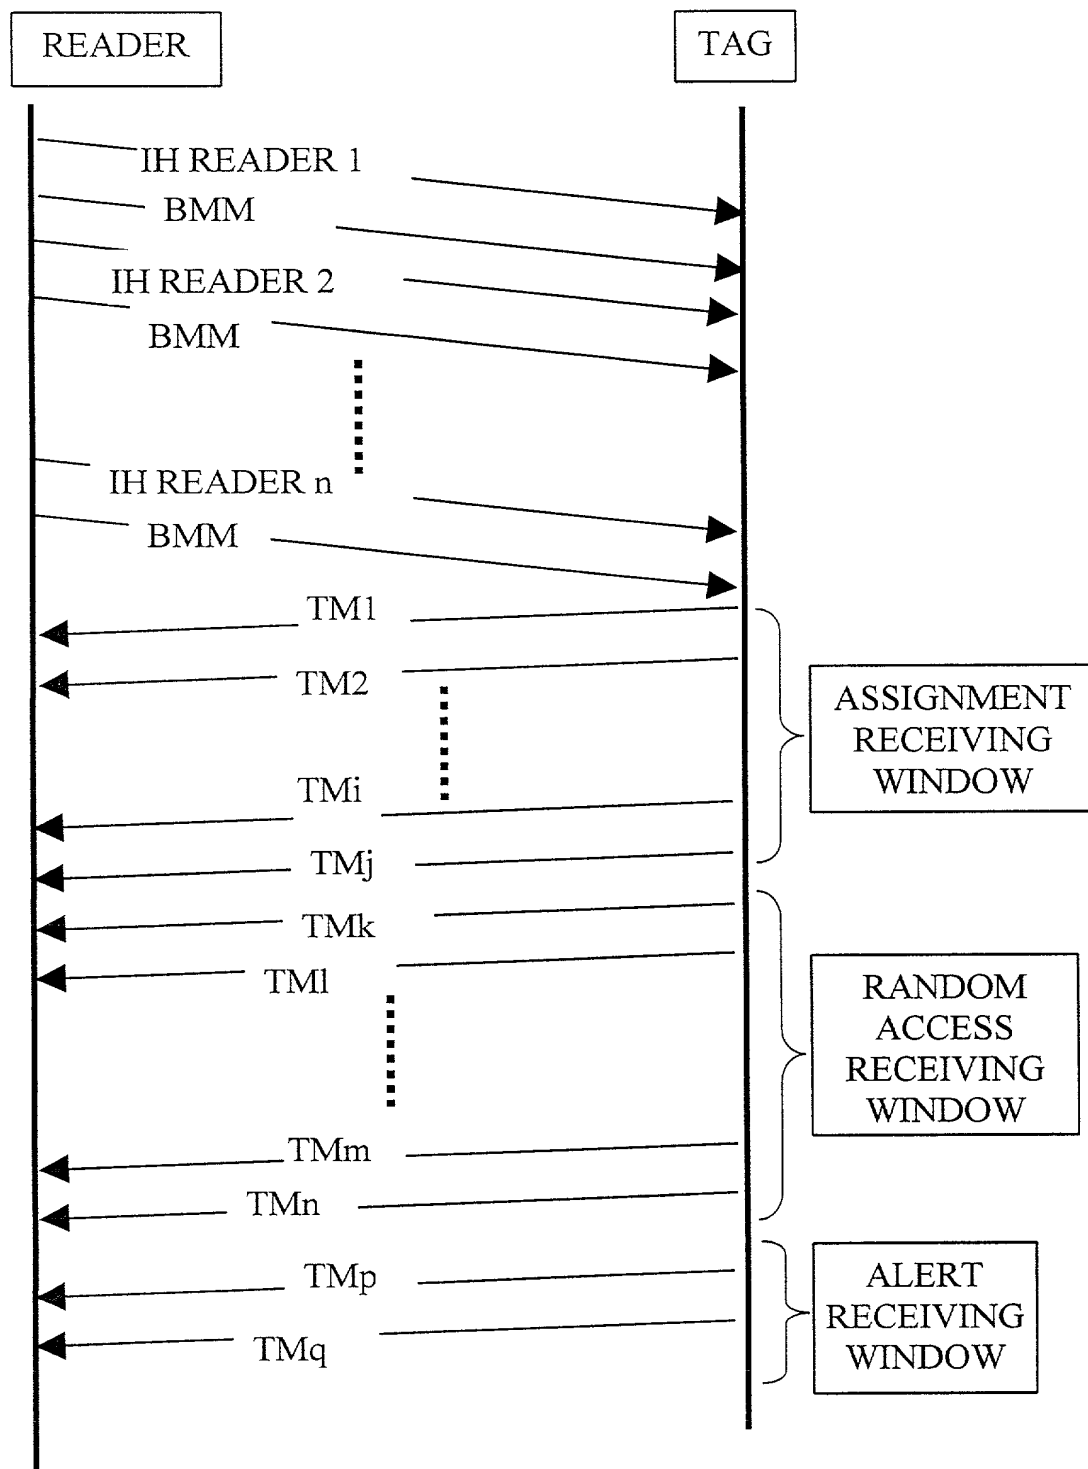 READER
TAG
IH READER 1
BMM
IH READER 2
BMM
IH READER n
BMM
TM1
TM2
ASSIGNMENT
RECEIVING
WINDOW
TMi
TMj
TMk
TMl
RANDOM
ACCESS
RECEIVING
WINDOW
TMm
TMn
TMp
TMq
ALERT
RECEIVING
WINDOW